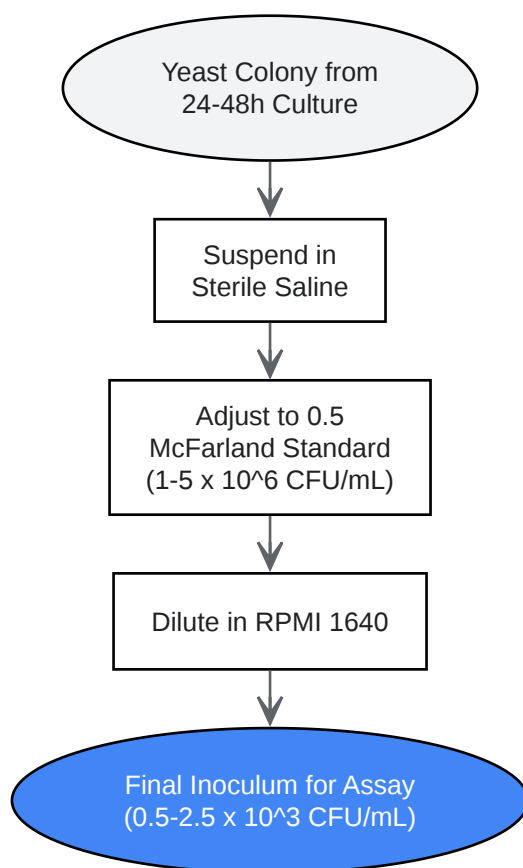 Yeast Colony from
24-48h Culture
Suspend in
Sterile Saline
Adjust to 0.5
McFarland Standard
(1-5 x 10^6 CFU/mL)
Dilute in RPMI 1640
Final Inoculum for Assay
(0.5-2.5 x 10^3 CFU/mL)